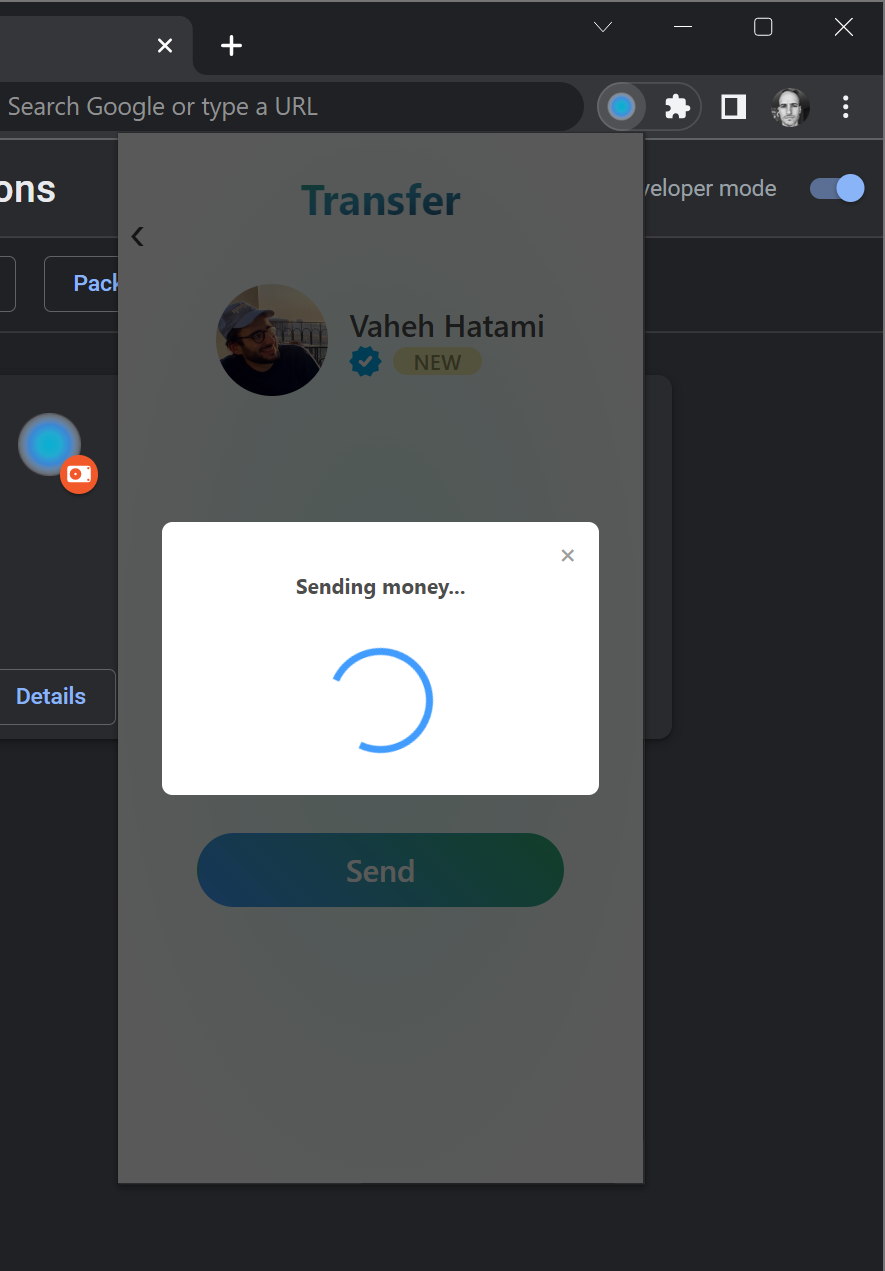 Search Google or type a URL
ons
veloper mode
Pack
Transfer
Vaheh Hatami
NEW
Sending money...
Details
Send